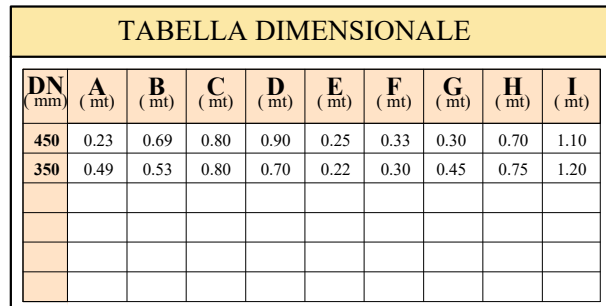 TABELLA DIMENSIONALE
DN A B C D E F G H I
( mm) ( mt) ( mt) ( mt) ( mt) ( mt) ( mt) ( mt) ( mt) ( mt)
450 0.23 0.69 0.80 0.90 0.25 0.33 0.30 0.70 1.10
350 0.49 0.53 0.80 0.70 0.22 0.30 0.45 0.75 1.20